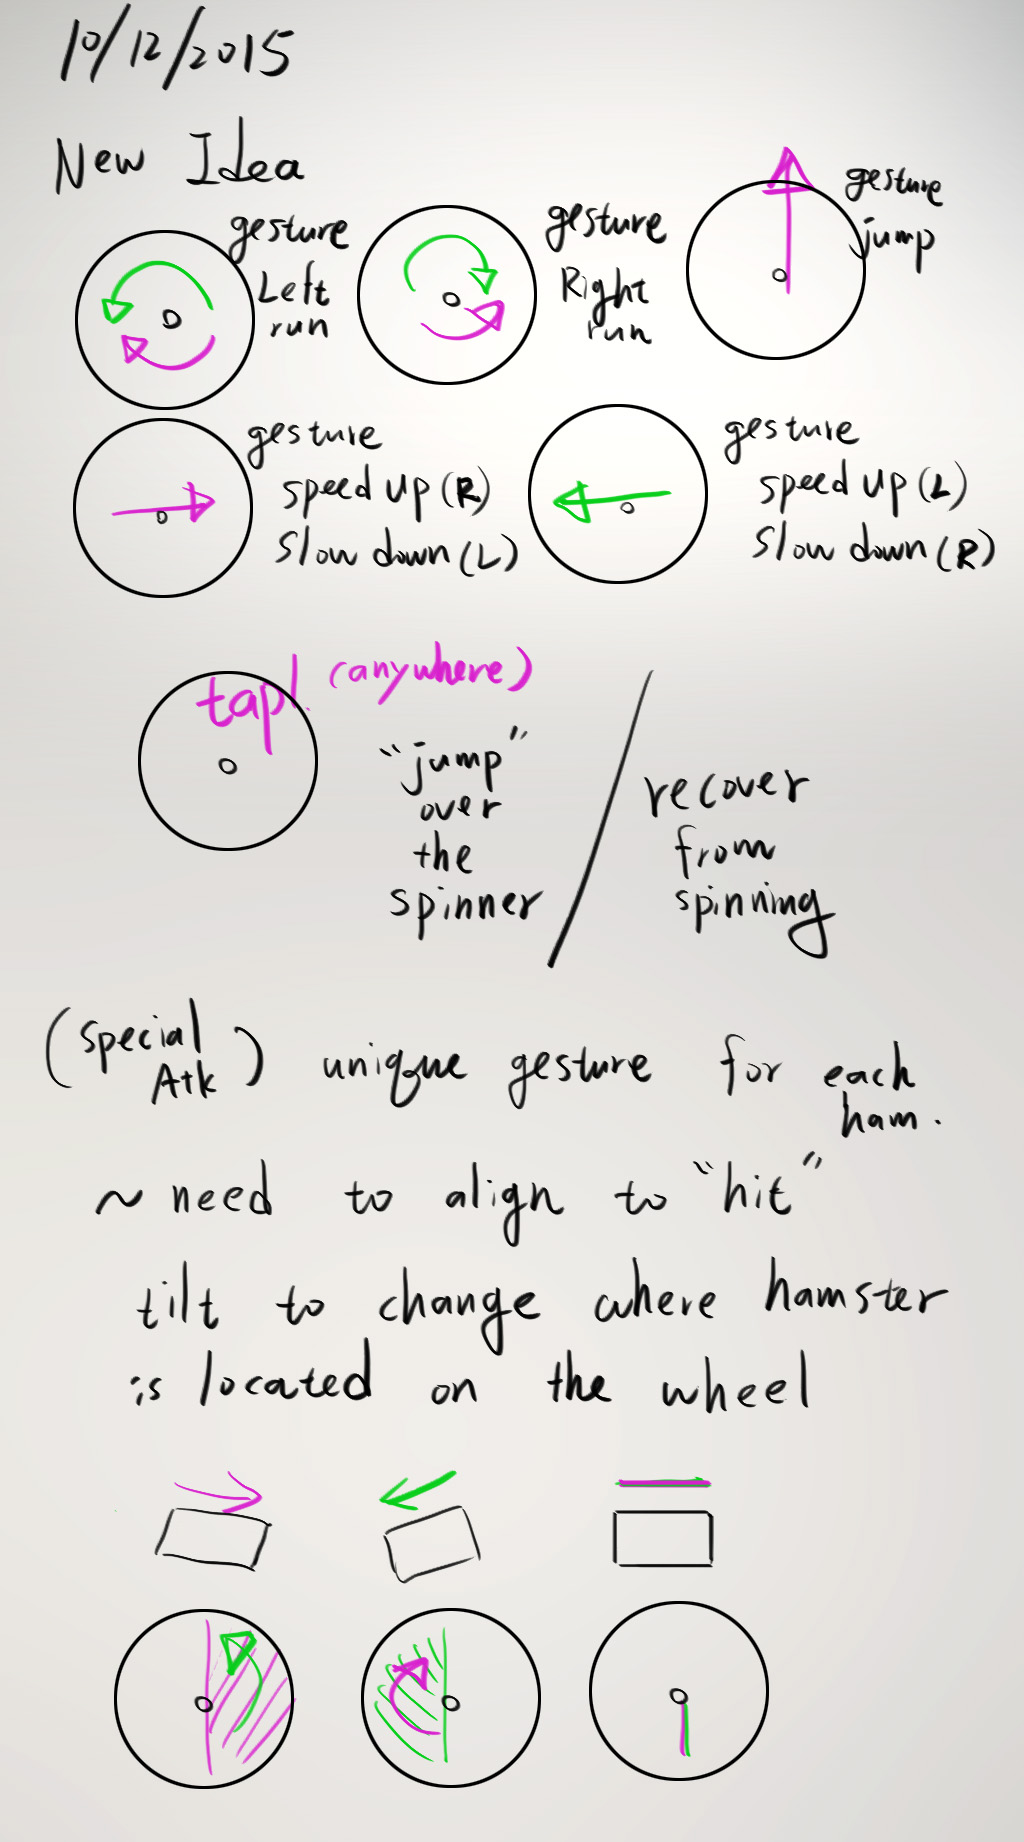 10/12/2015
New Idea
gesture
Left
run
gesture
Right
run
gesture
jump
gesture
speed up (R)
slow down (L)
gesture
speed up (L)
slow down (R)
tap! (anywhere)
"jump"
over
the
spinner
recover
from
spinning
(special
Atk)
unique gesture for each
ham.
~ need to align to "hit"
tilt to change where hamster
is located on the wheel